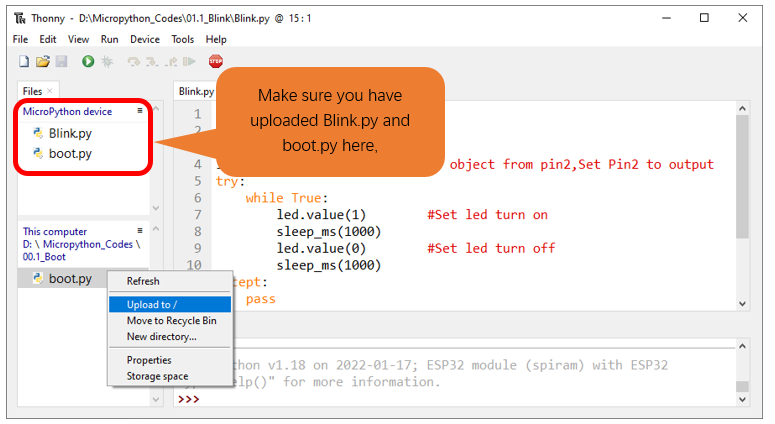 Thonny - D:\Micropython_Codes\01.1_Blink\Blink.py @ 15 : 1
File Edit View Run Device Tools Help
STOP
Files
MicroPython device
Blink.py
boot.py
This computer
D: \ Micropython_Codes \
00.1_Boot
boot.py
Refresh
Upload to /
Move to Recycle Bin
New directory...
Properties
Storage space
Blink.py
Make sure you have
uploaded Blink.py and
boot.py here,
1
2
4 object from pin2,Set Pin2 to output
5 try:
6 while True:
7 led.value(1) #Set led turn on
8 sleep_ms(1000)
9 led.value(0) #Set led turn off
10 sleep_ms(1000)
cept:
pass
thon v1.18 on 2022-01-17; ESP32 module (spiram) with ESP32
elp()" for more information.
>>>